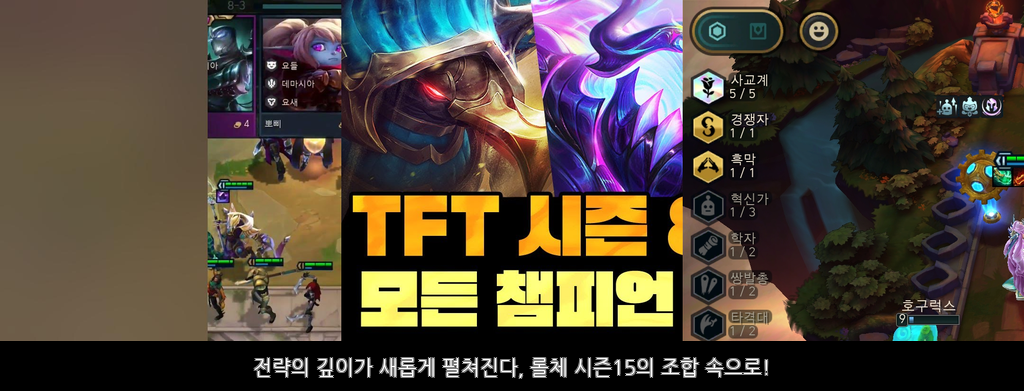 8-3
요들
데마시아
요새
4
뽀삐
TFT 시즌
모든 챔피언
사교계
5 / 5
경쟁자
1 / 1
흑막
1 / 1
혁신가
1 / 3
학자
1 / 2
쌍발총
1 / 2
타격대
1 / 2
호구럭스
9
전략의 깊이가 새롭게 펼쳐진다, 롤체 시즌15의 조합 속으로!